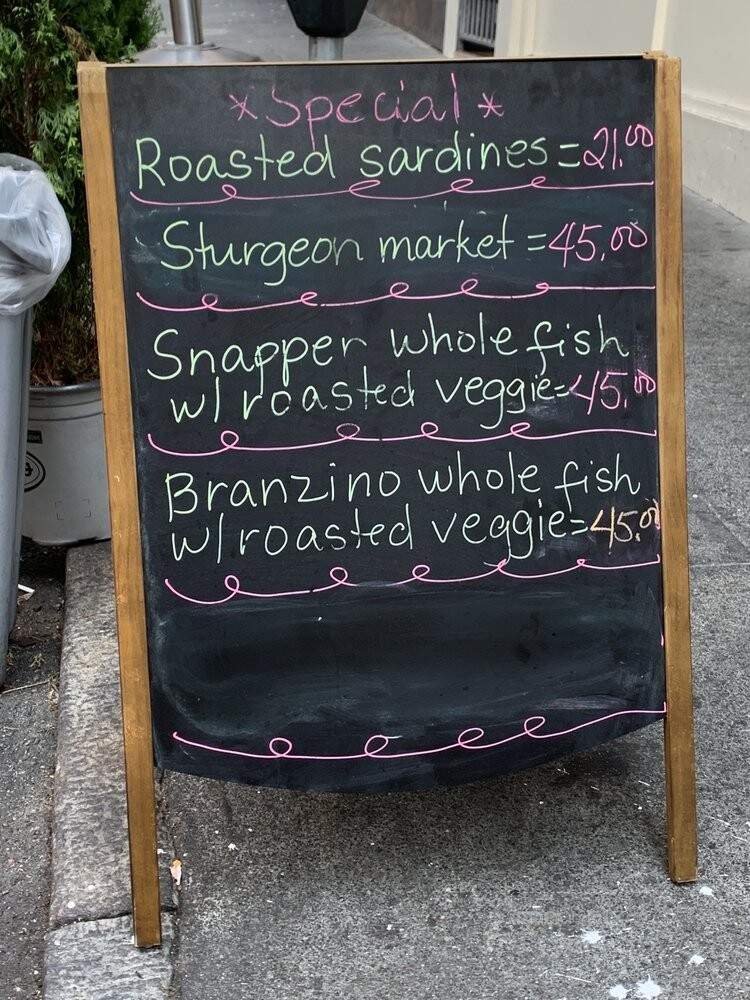 *Special*
Roasted sardines = 21.00
Sturgeon market = 45.00
Snapper whole fish
w/ roasted veggie = 45.00
Branzino whole fish
w/ roasted veggie = 45.00